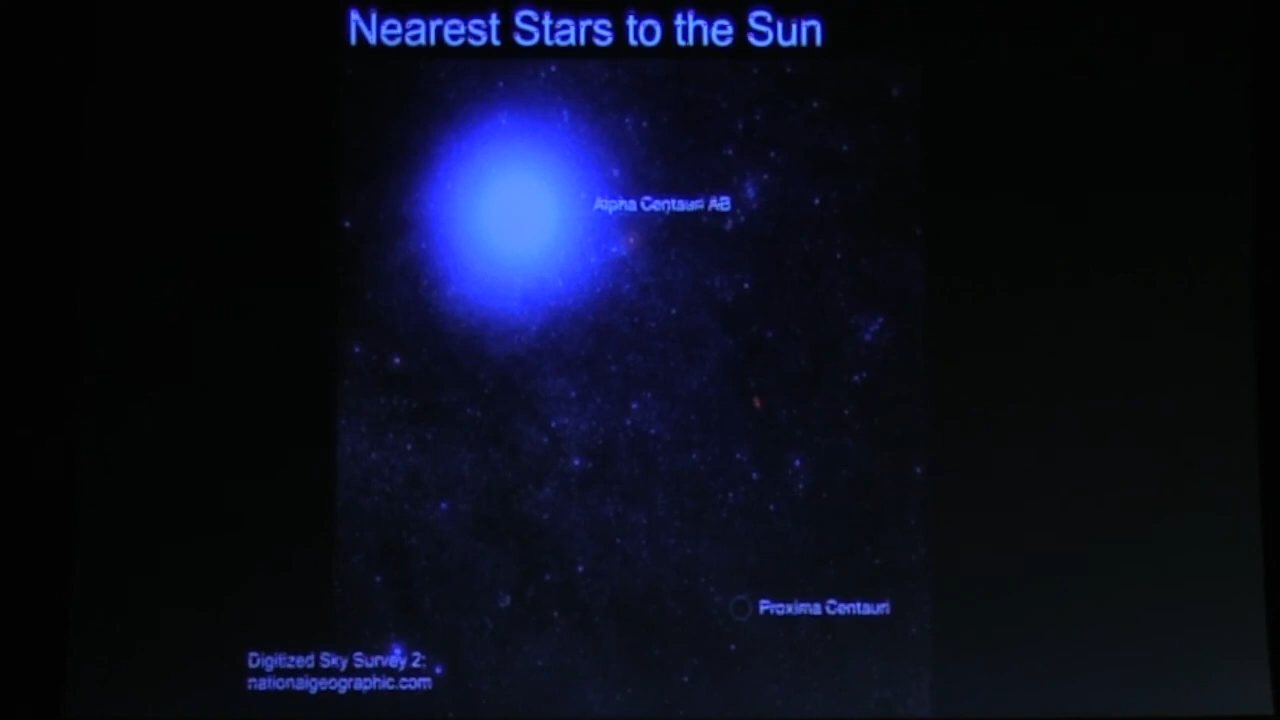 Nearest Stars to the Sun
Alpha Centauri AB
Proxima Centauri
Digitized Sky Survey 2;
nationalgeographic.com